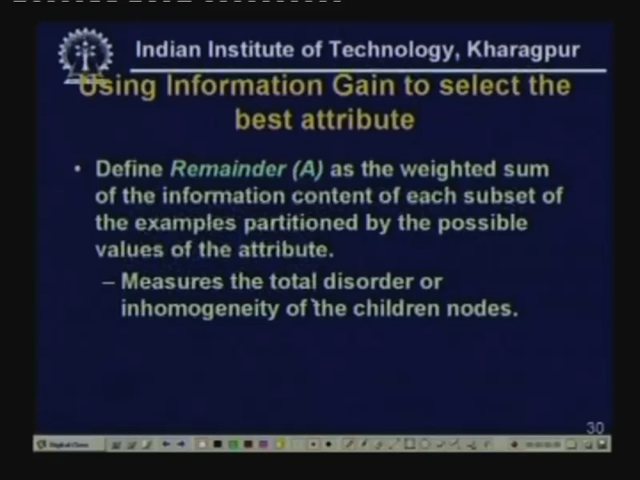 Indian Institute of Technology, Kharagpur
Using Information Gain to select the
best attribute
• Define Remainder (A) as the weighted sum
of the information content of each subset of
the examples partitioned by the possible
values of the attribute.
– Measures the total disorder or
inhomogeneity of the children nodes.
30